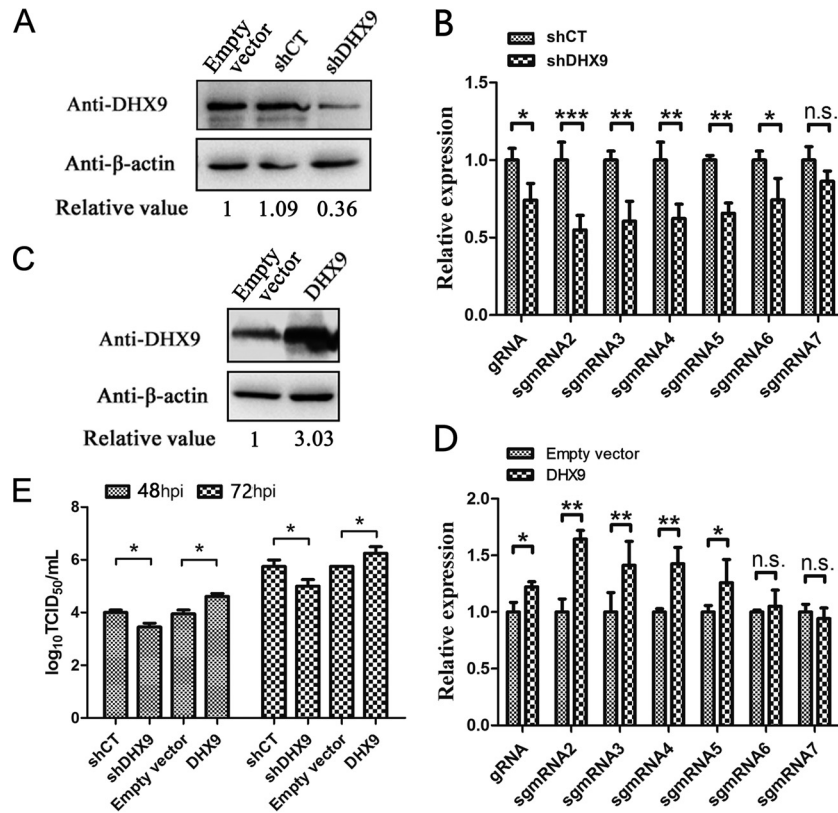 A
Empty vector
shCT
shDHX9
Anti-DHX9
Anti-β-actin
Relative value 1 1.09 0.36
B
shCT
shDHX9
Relative expression
1.5
1.0
0.5
0.0
* *** ** ** ** * n.s.
gRNA
sgmRNA2
sgmRNA3
sgmRNA4
sgmRNA5
sgmRNA6
sgmRNA7
C
Empty vector
DHX9
Anti-DHX9
Anti-β-actin
Relative value 1 3.03
D
Empty vector
DHX9
Relative expression
2.0
1.5
1.0
0.5
0.0
* ** ** ** * n.s. n.s.
gRNA
sgmRNA2
sgmRNA3
sgmRNA4
sgmRNA5
sgmRNA6
sgmRNA7
E
48hpi 72hpi
log10TCID50/mL
8
6
4
2
0
* * * *
shCT
shDHX9
Empty vector
DHX9
shCT
shDHX9
Empty vector
DHX9